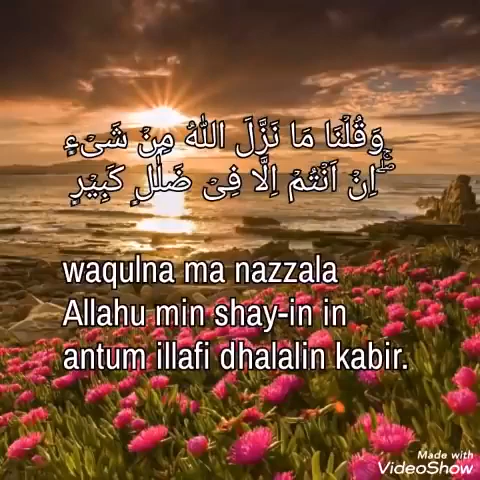 وَقُلْنَا مَا نَزَّلَ اللّٰهُ مِنْ شَیْءٍ ۚۖ
اِنْ اَنْتُمْ اِلَّا فِیْ ضَلٰلٍ كَبِیْرٍ
waqulna ma nazzala
Allahu min shay-in in
antum illafi dhalalin kabir.
Made with
VideoShow